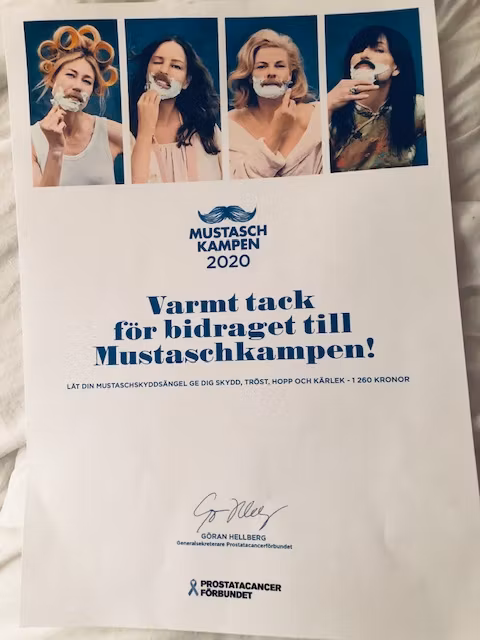 MUSTASCH
KAMPEN
2020
Varmt tack
för bidraget till
Mustaschkampen!
LÅT DIN MUSTASCHSKYDDSÄNGEL GE DIG SKYDD, TRÖST, HOPP OCH KÄRLEK - 1 260 KRONOR
GÖRAN HELLBERG
Generalsekreterare Prostatacancerförbundet
PROSTATACANCER
FÖRBUNDET